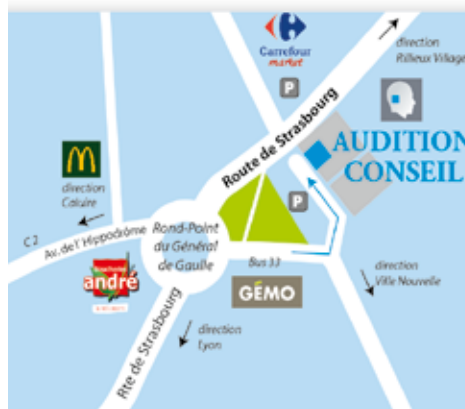 Carrefour
market
direction
Rillieux Village
P
Route de Strasbourg
AUDITION
CONSEIL
M
direction
Caluire
P
C2
Av. de l'Hippodrome
Rond-Point
du Général
de Gaulle
andré
Bus 33
GÉMO
direction
Ville Nouvelle
Rte de Strasbourg
direction
Lyon